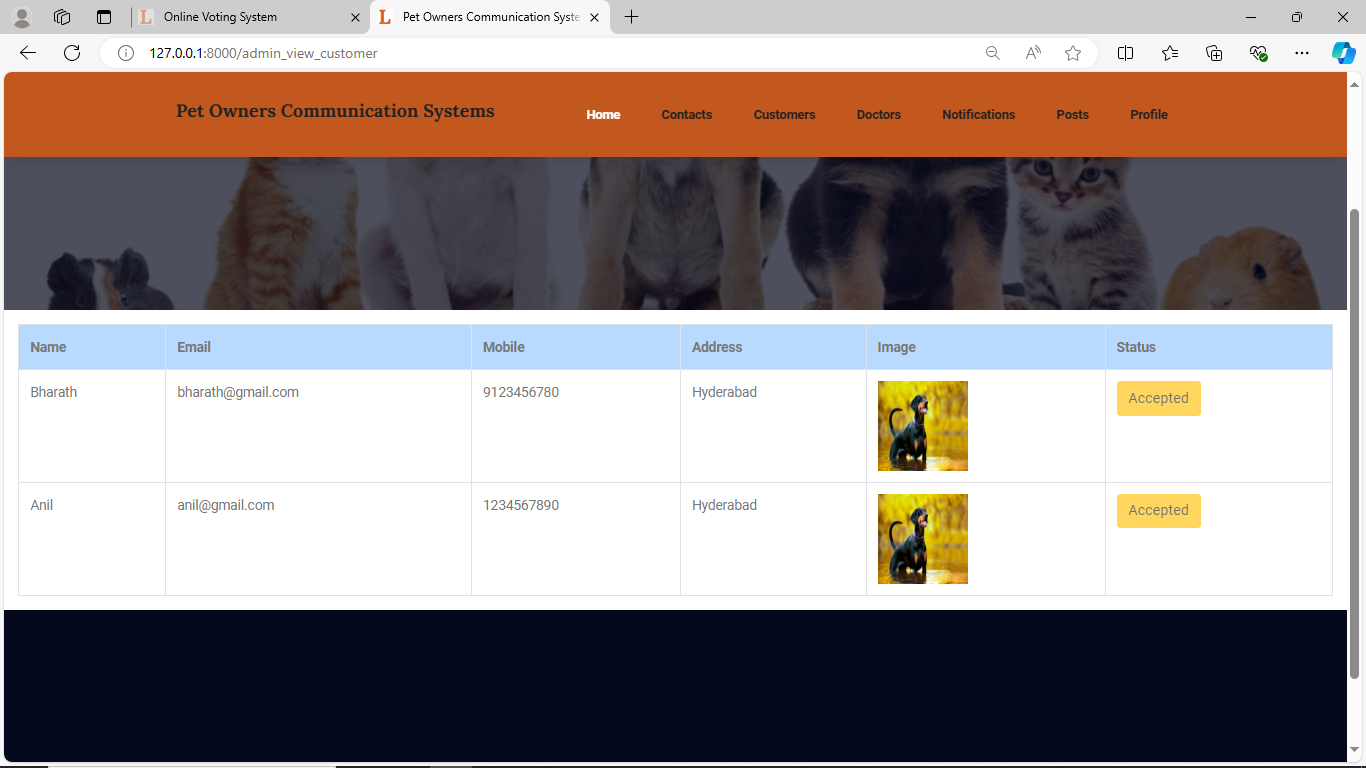 Online Voting System
Pet Owners Communication Syste
127.0.0.1:8000/admin_view_customer
Pet Owners Communication Systems
Home Contacts Customers Doctors Notifications Posts Profile
Name Email Mobile Address Image Status
Bharath bharath@gmail.com 9123456780 Hyderabad Accepted
Anil anil@gmail.com 1234567890 Hyderabad Accepted